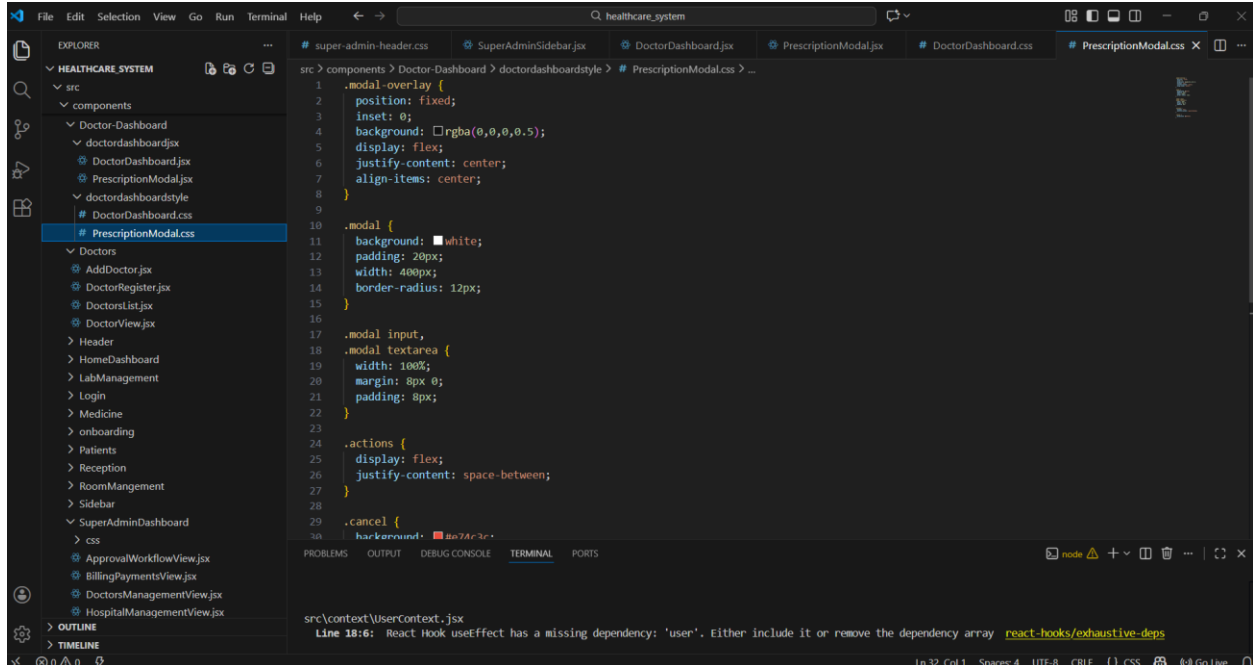 File Edit Selection View Go Run Terminal Help healthcare_system
EXPLORER
HEALTHCARE_SYSTEM
src
components
Doctor-Dashboard
doctordashboardjsx
DoctorDashboard.jsx
PrescriptionModal.jsx
doctordashboardstyle
# DoctorDashboard.css
# PrescriptionModal.css
Doctors
AddDoctor.jsx
DoctorRegister.jsx
DoctorsList.jsx
DoctorView.jsx
Header
HomeDashboard
LabManagement
Login
Medicine
onboarding
Patients
Reception
RoomMangement
Sidebar
SuperAdminDashboard
css
ApprovalWorkflowView.jsx
BillingPaymentsView.jsx
DoctorsManagementView.jsx
HospitalManagementView.jsx
OUTLINE
TIMELINE
# super-admin-header.css SuperAdminSidebar.jsx DoctorDashboard.jsx PrescriptionModal.jsx # DoctorDashboard.css # PrescriptionModal.css
src > components > Doctor-Dashboard > doctordashboardstyle > # PrescriptionModal.css > ...
1 .modal-overlay {
2 position: fixed;
3 inset: 0;
4 background: rgba(0,0,0,0.5);
5 display: flex;
6 justify-content: center;
7 align-items: center;
8 }
9
10 .modal {
11 background: white;
12 padding: 20px;
13 width: 400px;
14 border-radius: 12px;
15 }
16
17 .modal input,
18 .modal textarea {
19 width: 100%;
20 margin: 8px 0;
21 padding: 8px;
22 }
23
24 .actions {
25 display: flex;
26 justify-content: space-between;
27 }
28
29 .cancel {
30 background: #e74c3c;
PROBLEMS OUTPUT DEBUG CONSOLE TERMINAL PORTS
node
src\context\UserContext.jsx
Line 18:6: React Hook useEffect has a missing dependency: 'user'. Either include it or remove the dependency array react-hooks/exhaustive-deps
0 0 Ln 32, Col 1 Spaces: 4 UTF-8 CRLF {} CSS Go Live